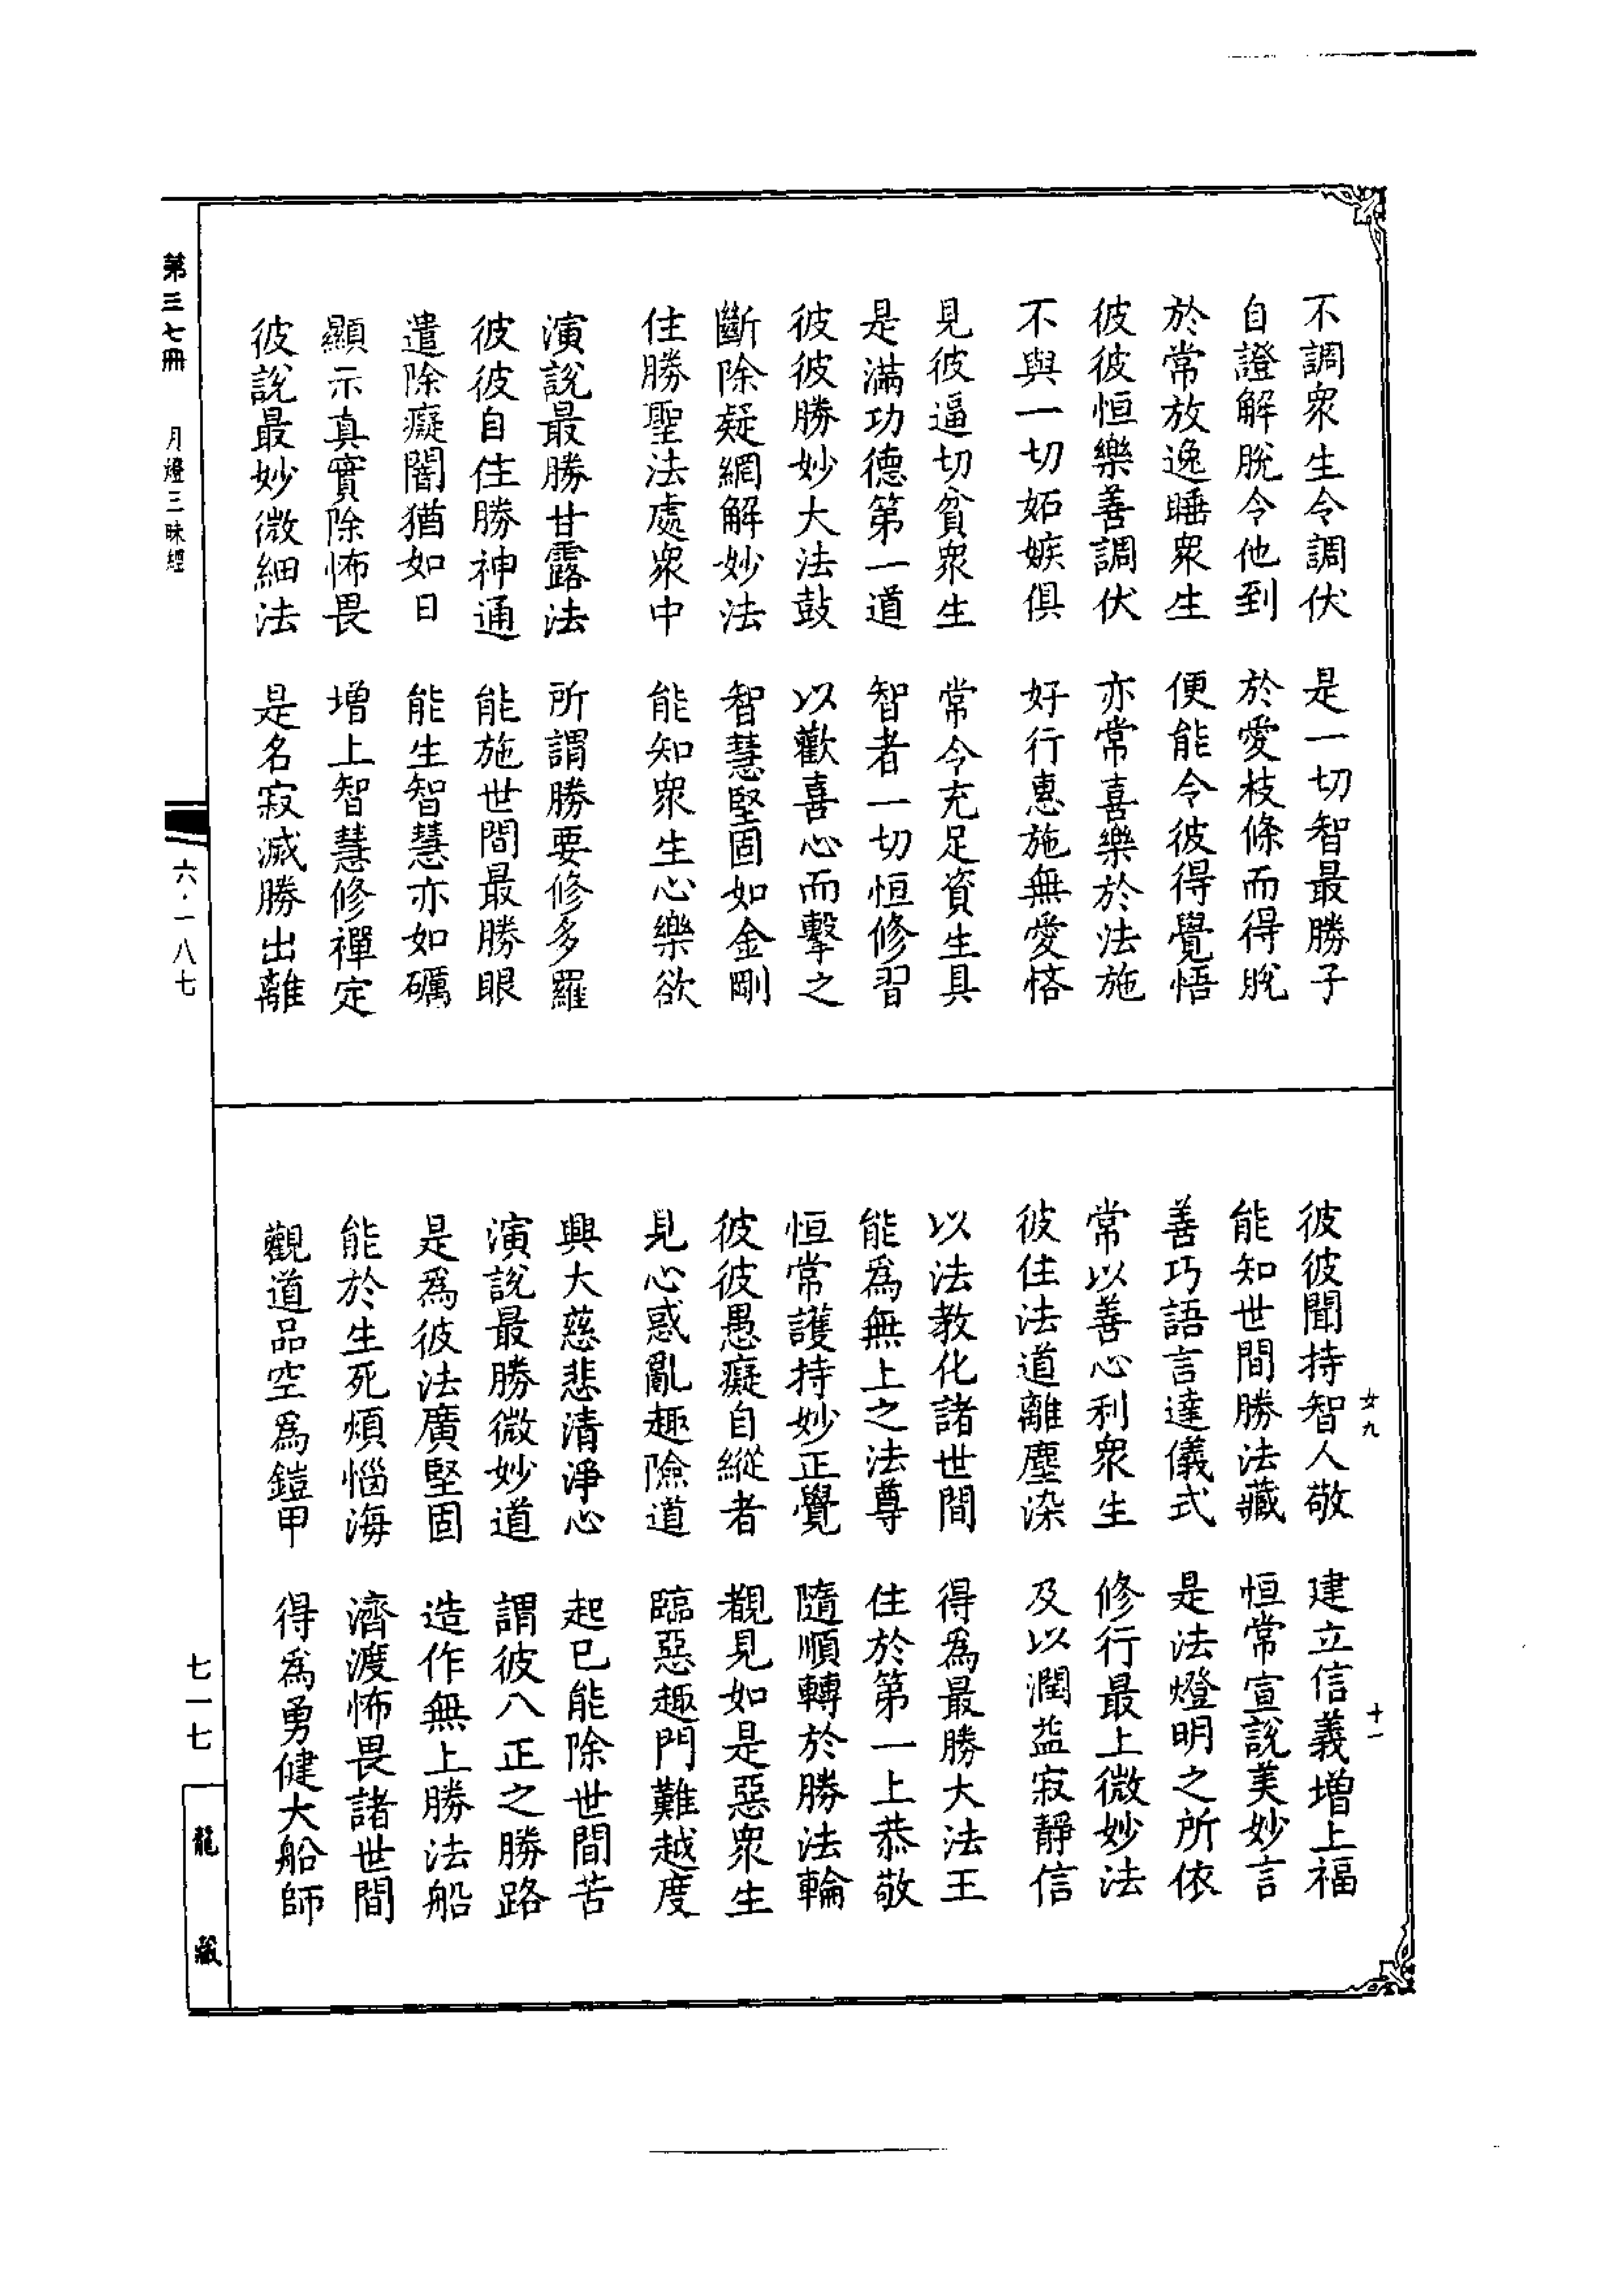 不調衆生令調伏　是一切智最勝子
自證解脫令他到　於愛枝條而得脫
於常放逸睡衆生　便能令彼得覺悟
彼彼恒樂善調伏　亦常喜樂於法施
不與一切妬嫉俱　好行惠施無愛悋
見彼逼切貧衆生　常令充足資生具
是滿功德第一道　智者一切恒修習
彼彼勝妙大法鼓　以歡喜心而擊之
斷除疑網解妙法　智慧堅固如金剛
住勝聖法處衆中　能知衆生心樂欲
演說最勝甘露法　所謂勝要修多羅
彼彼自住勝神通　能施世間最勝眼
遣除癡闇猶如日　能生智慧亦如礪
顯示真實除怖畏　增上智慧修禪定
彼說最妙微細法　是名寂滅勝出離
彼彼聞持智人敬　建立信義增上福
能知世間勝法藏　恒常宣說美妙言
善巧語言達儀式　是法燈明之所依
常以善心利衆生　修行最上微妙法
彼住法道離塵染　及以潤益寂靜信
以法教化諸世間　得爲最勝大法王
能爲無上之法尊　住於第一上恭敬
恒常護持妙正覺　隨順轉於勝法輪
彼彼愚癡自縱者　覩見如是惡衆生
見心惑亂趣險道　臨惡趣門難越度
興大慈悲清淨心　起已能除世間苦
演說最勝微妙道　謂彼八正之勝路
是爲彼法廣堅固　造作無上勝法船
能於生死煩惱海　濟渡怖畏諸世間
觀道品空爲鎧甲　得爲勇健大船師
女九　十一
第三七冊　月燈三昧經
六・一八七
七一七
龍藏